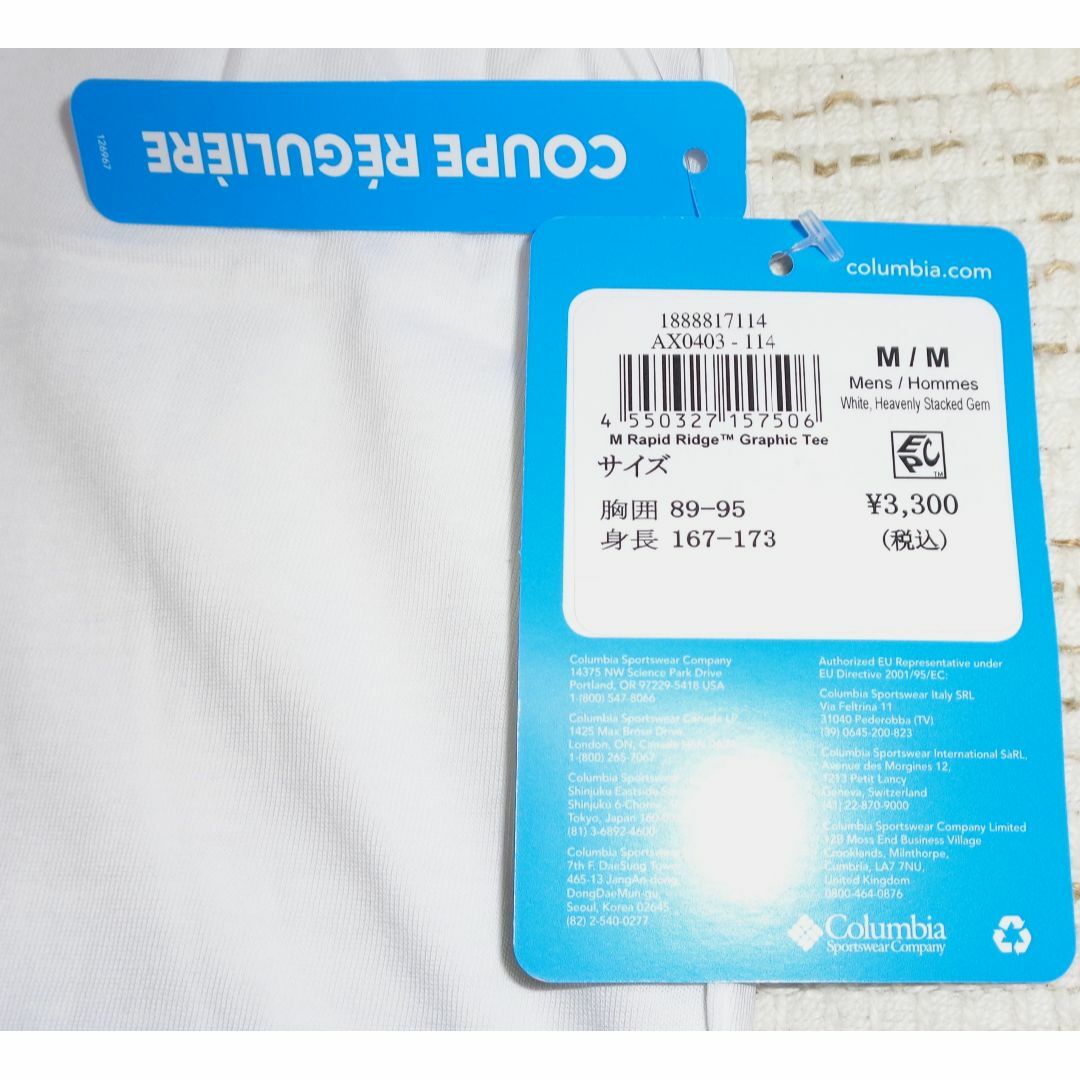 COUPE RÉGULIÈRE
126967
columbia.com
1888817114
AX0403 - 114
4 550327 157506
M Rapid Ridge™ Graphic Tee
M / M
Mens / Hommes
White, Heavenly Stacked Gem
EPC
TM
サイズ
胸囲 89-95
身長 167-173
¥3,300
(税込)
Columbia Sportswear Company
14375 NW Science Park Drive
Portland, OR 97229-5418 USA
1-(800) 547-8066
Columbia Sportswear Canada LP
1425 Max Brose Drive
London, ON, Canada
1-(800) 265-7067
Columbia Sportswear
Shinjuku Eastside
Shinjuku 6-Chome,
Tokyo, Japan
(81) 3-6892-4600
Columbia Sportswear
7th F. DaeSung
465-13 JangAn-dong
DongDaeMun-gu
Seoul, Korea 02645
(82) 2-540-0277
Authorized EU Representative under
EU Directive 2001/95/EC:
Columbia Sportswear Italy SRL
Via Feltrina 11
31040 Pederobba (TV)
(39) 0645-200-823
Columbia Sportswear International SàRL,
Avenue des Morgines 12,
1213 Petit Lancy
Geneva, Switzerland
(41) 22-870-9000
Columbia Sportswear Company Limited
Moss End Business Village
Crooklands, Milnthorpe,
Cumbria, LA7 7NU,
United Kingdom
0800-464-0876
Columbia
Sportswear Company